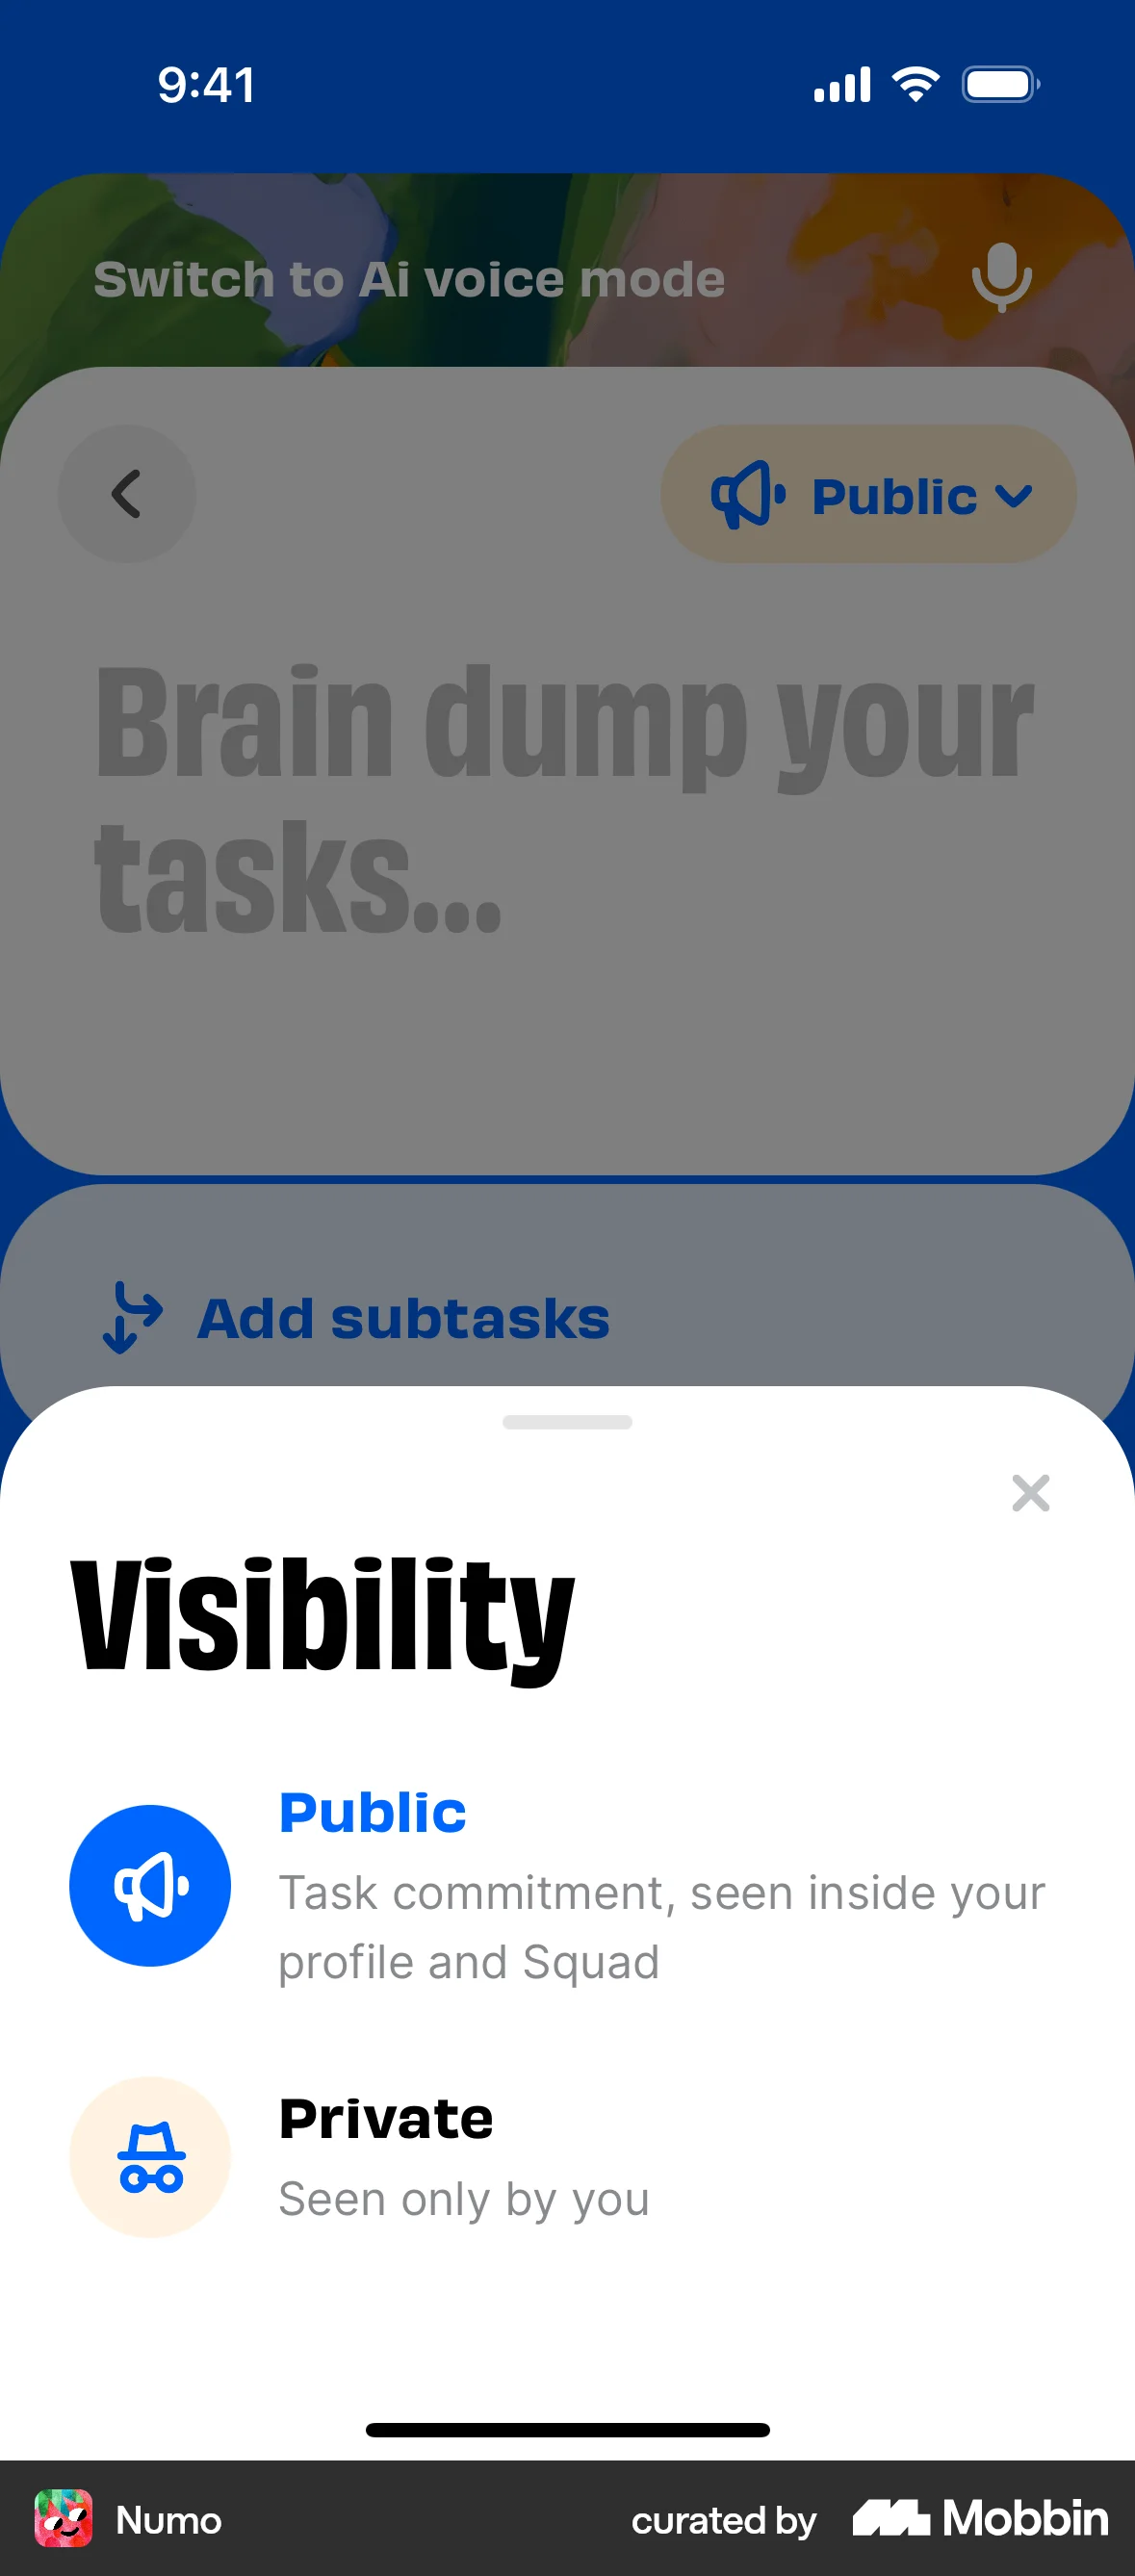 9:41
Switch to Ai voice mode
Public
Brain dump your
tasks...
Add subtasks
Visibility
Public
Task commitment, seen inside your
profile and Squad
Private
Seen only by you
Numo
curated by Mobbin